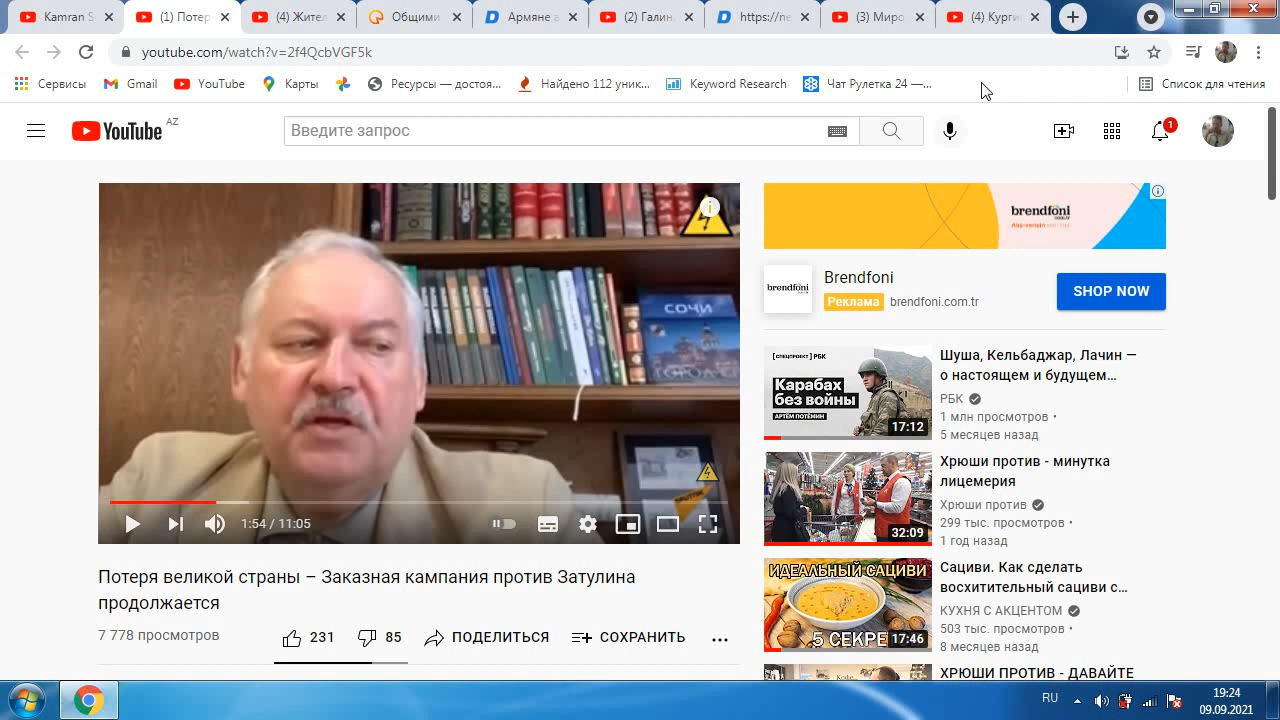 Kamran S
(1) Потер
(4) Жител
Общими
Армяне в
(2) Галин
https://ne
(3) Миро
(4) Курги
youtube.com/watch?v=2f4QcbVGF5k
Сервисы
Gmail
YouTube
Карты
Ресурсы — достоя...
Найдено 112 уник...
Keyword Research
Чат Рулетка 24 —...
Список для чтения
YouTube AZ
Введите запрос
1
СОЧИ
1:54 / 11:05
Потеря великой страны – Заказная кампания против Затулина
продолжается
7 778 просмотров
231
85
ПОДЕЛИТЬСЯ
СОХРАНИТЬ
brendfoni
Brendfoni
brendfoni
Реклама brendfoni.com.tr
SHOP NOW
[СПЕЦПРОЕКТ] РБК
Карабах
без войны
АРТЁМ ПОТЁМИН
17:12
Шуша, Кельбаджар, Лачин —
о настоящем и будущем...
РБК
1 млн просмотров •
5 месяцев назад
32:09
Хрюши против - минутка
лицемерия
Хрюши против
299 тыс. просмотров •
1 год назад
ИДЕАЛЬНЫЙ САЦИВИ
5 СЕКРЕ
17:46
Сациви. Как сделать
восхитительный сациви с...
КУХНЯ С АКЦЕНТОМ
503 тыс. просмотров •
8 месяцев назад
ХРЮШИ ПРОТИВ - ДАВАЙТЕ
RU
19:24
09.09.2021